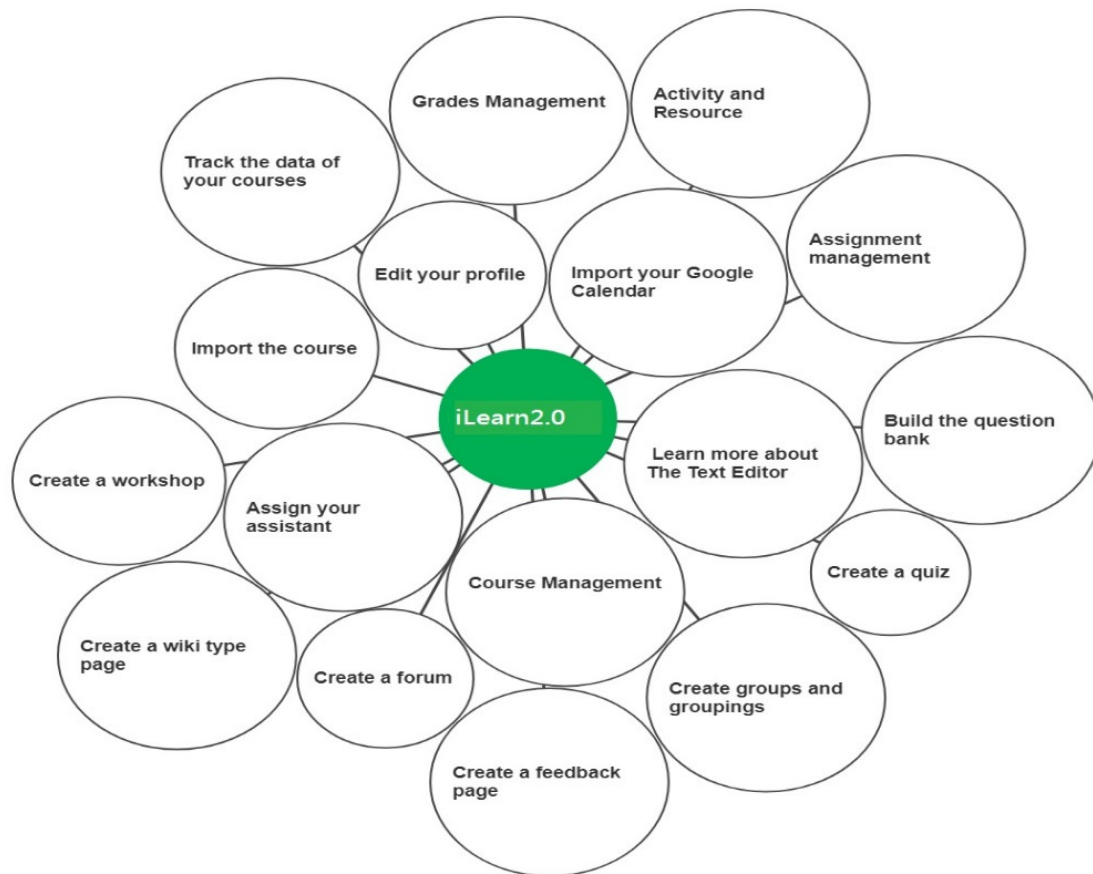 Grades Management
Activity and
Resource
Track the data of
your courses
Assignment
management
Edit your profile
Import your Google
Calendar
Import the course
iLearn2.0
Build the question
bank
Learn more about
The Text Editor
Create a workshop
Assign your
assistant
Create a quiz
Course Management
Create a wiki type
page
Create a forum
Create groups and
groupings
Create a feedback
page